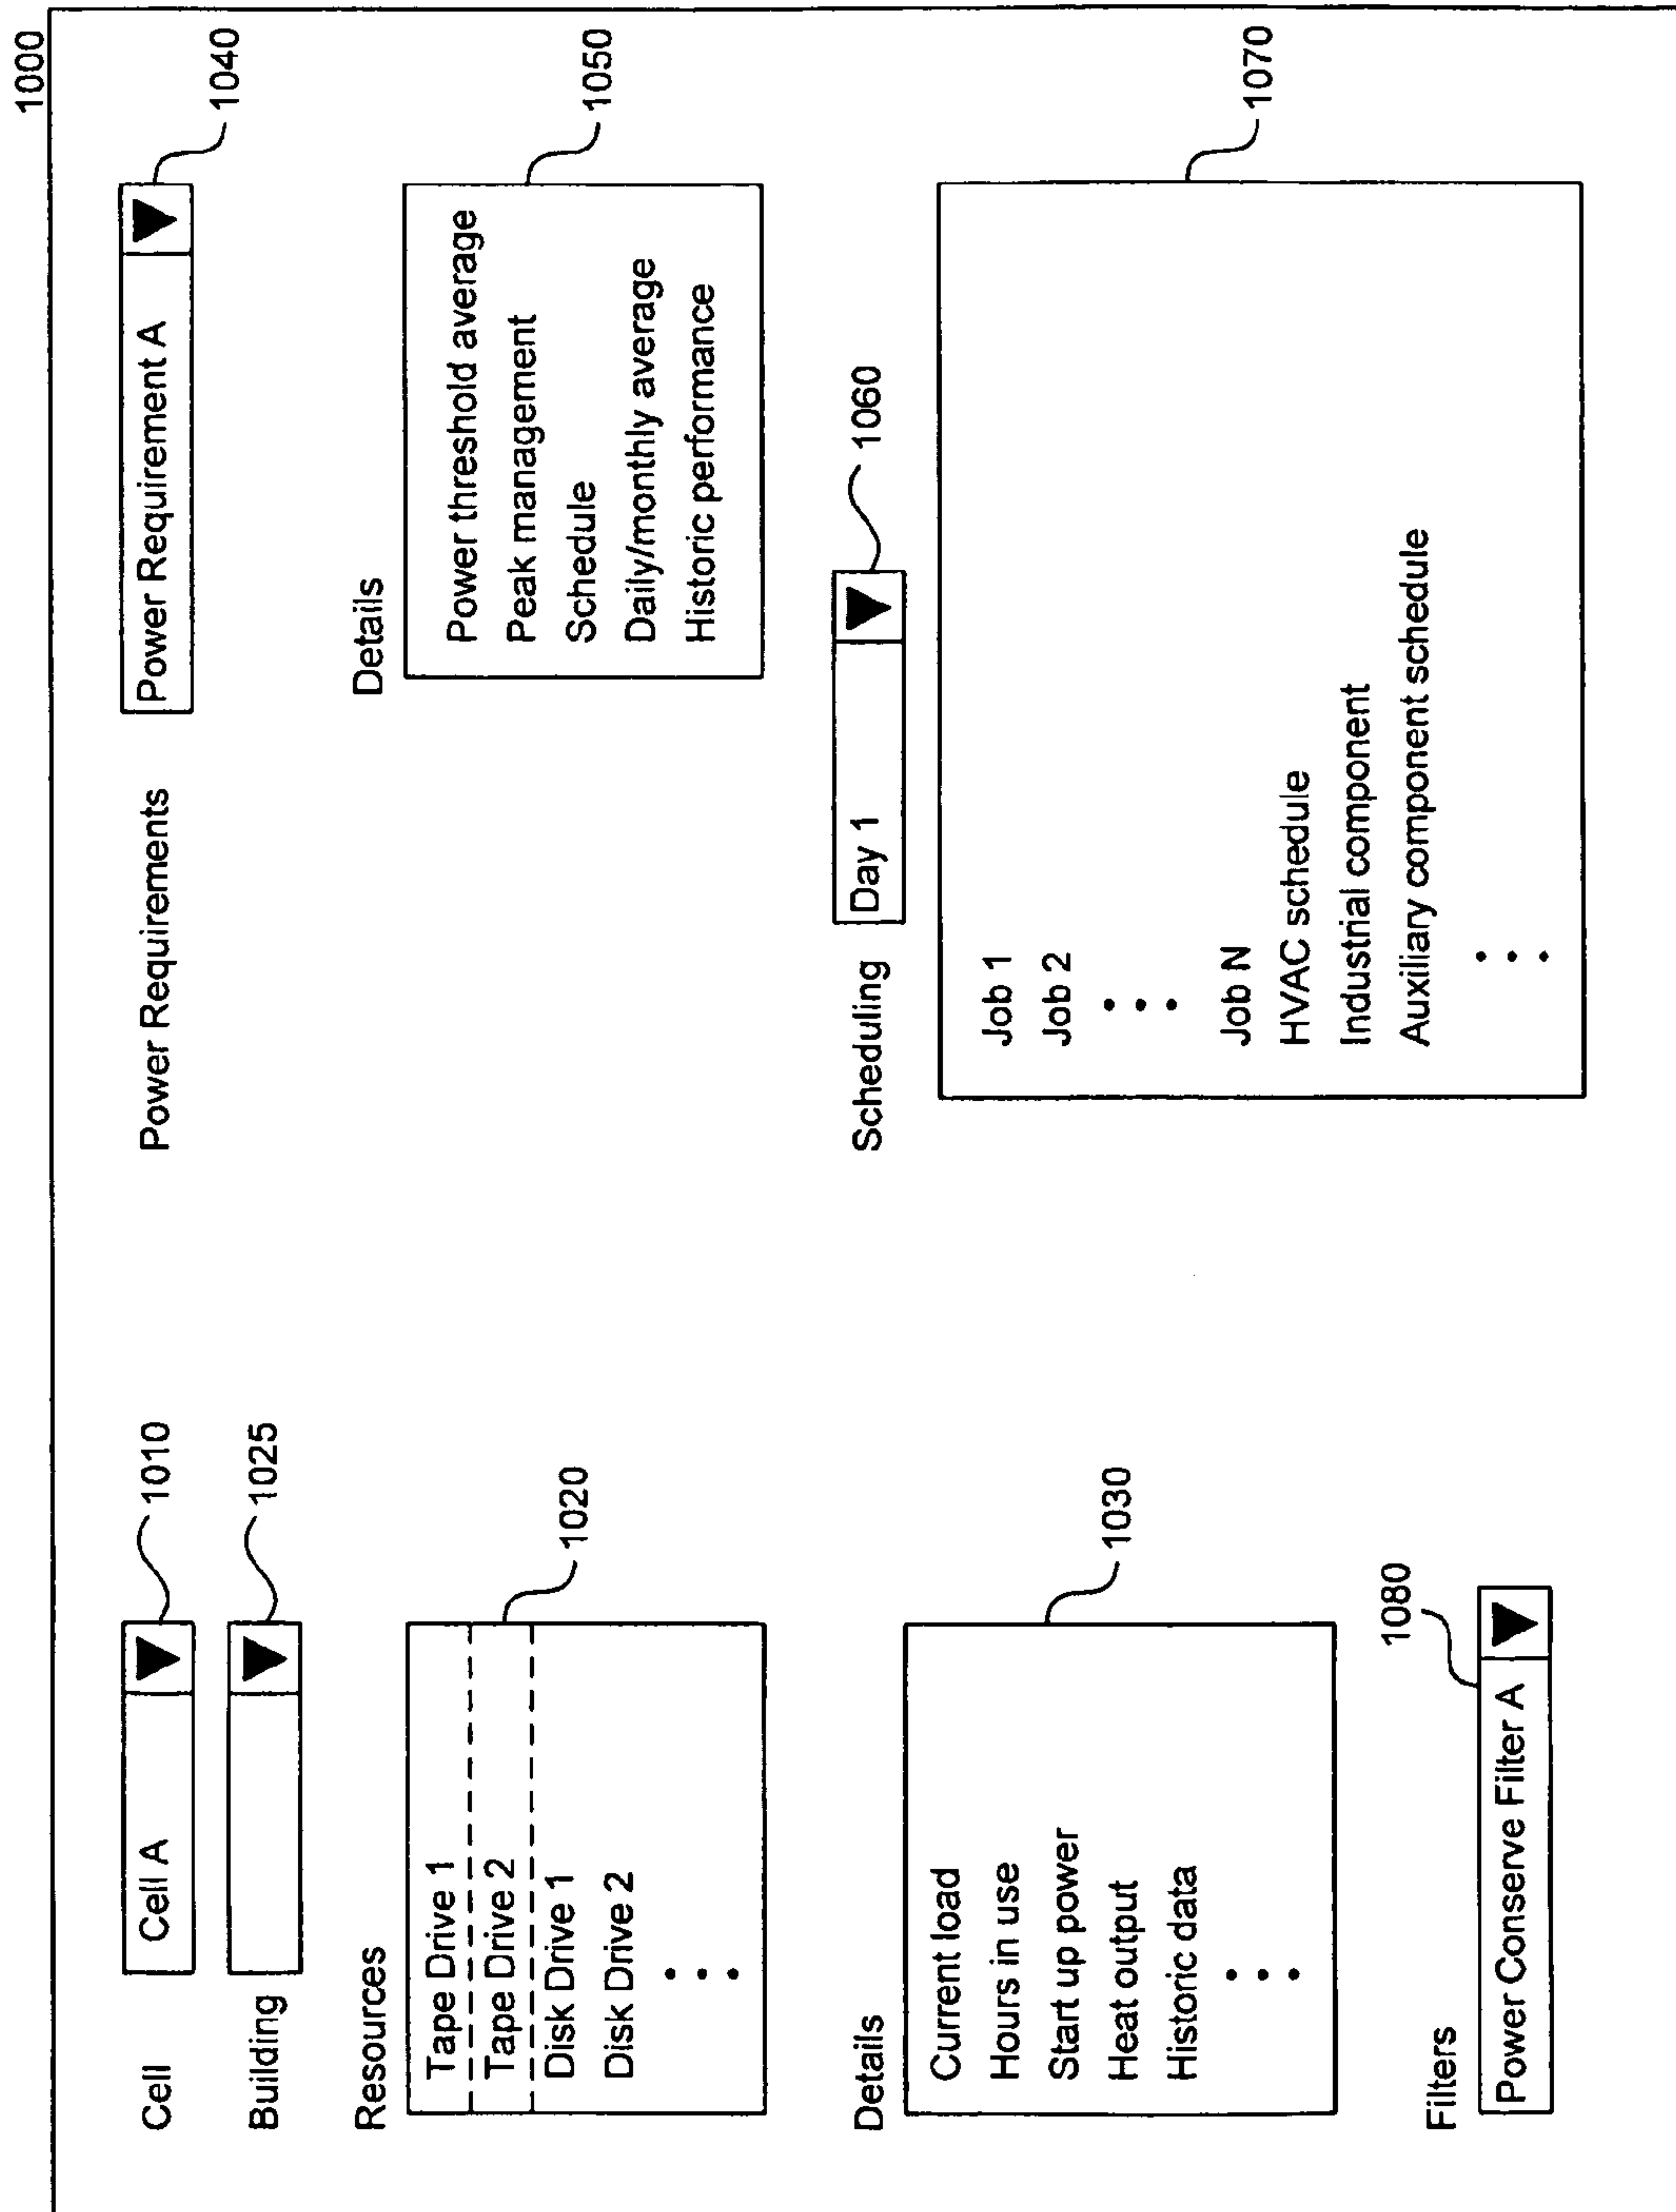 1000
Cell
Cell A
1010
Building
1025
Resources
Tape Drive 1
Tape Drive 2
Disk Drive 1
Disk Drive 2
1020
Details
Current load
Hours in use
Start up power
Heat output
Historic data
1030
Filters
Power Conserve Filter A
1080
Power Requirements
Power Requirement A
1040
Details
Power threshold average
Peak management
Schedule
Daily/monthly average
Historic performance
1050
Scheduling
Day 1
1060
Job 1
Job 2
Job N
HVAC schedule
Industrial component
Auxiliary component schedule
1070